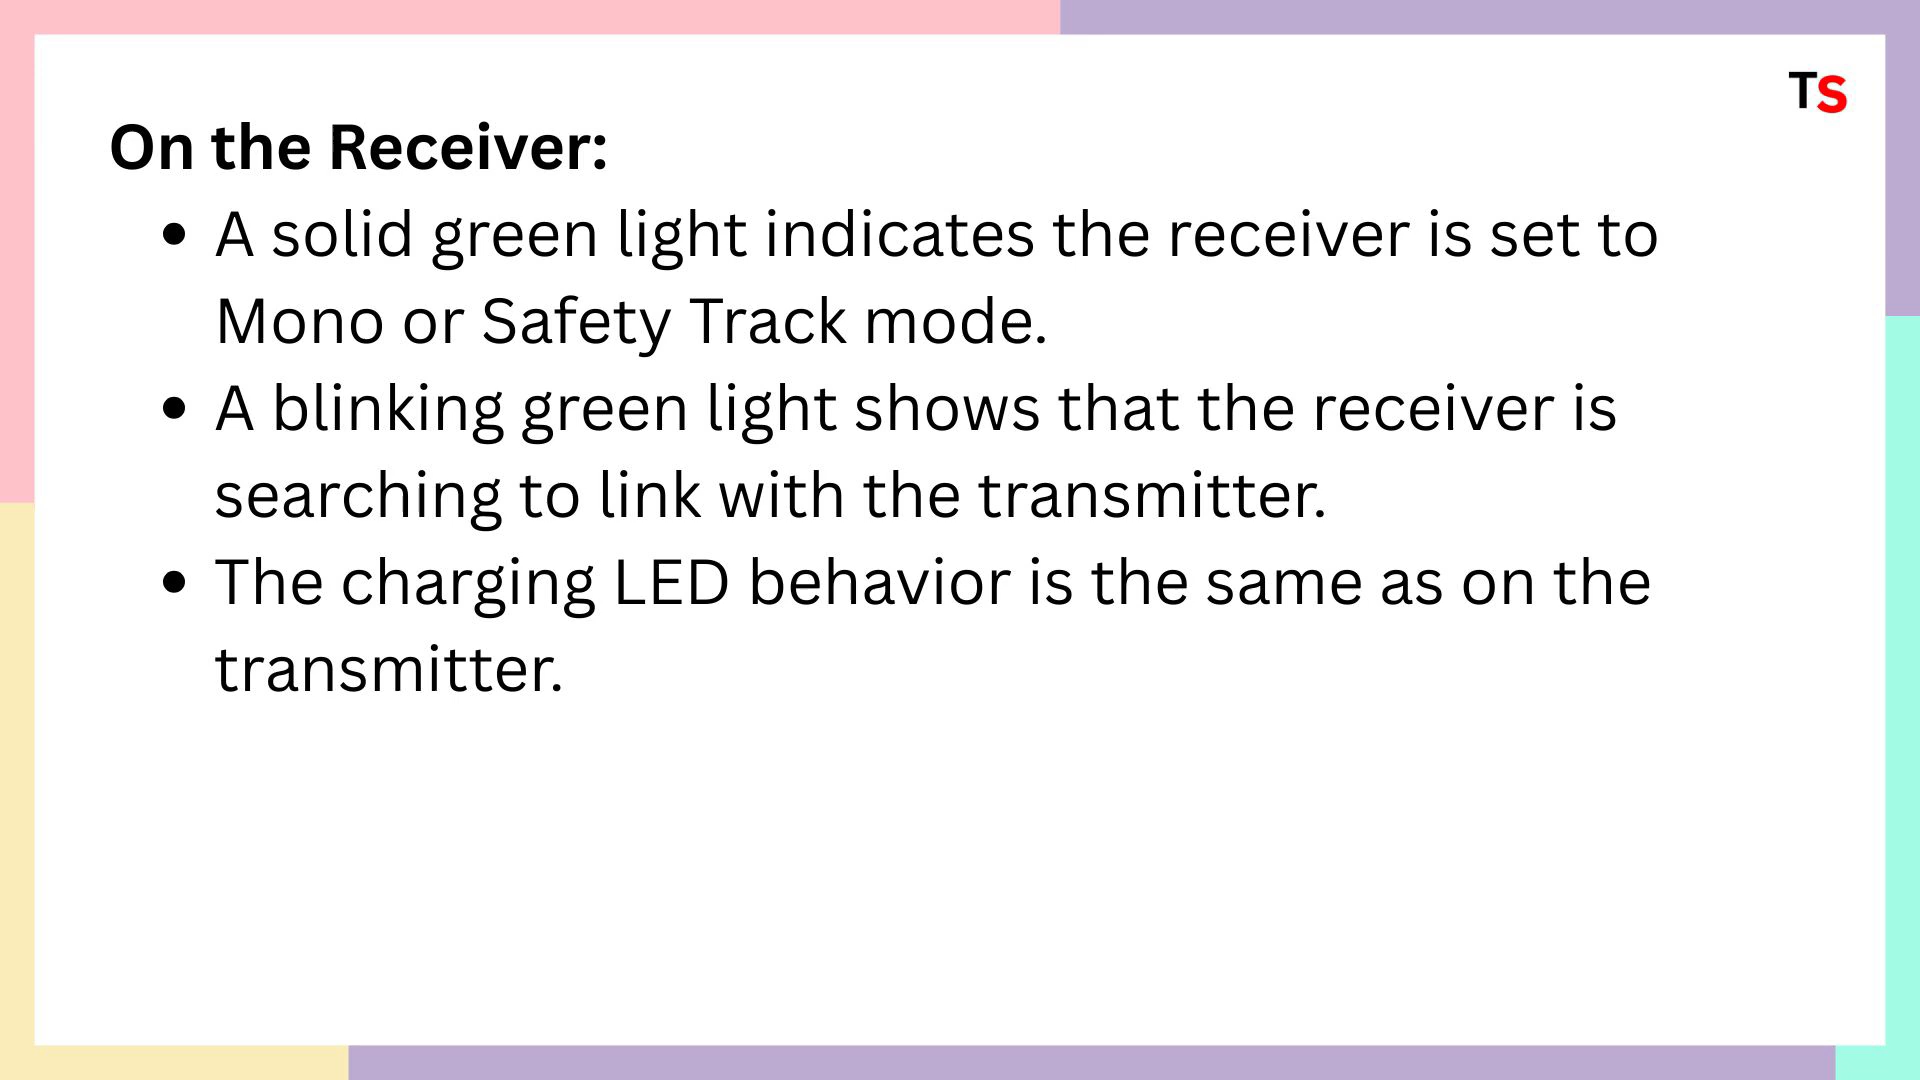 TS
On the Receiver:
• A solid green light indicates the receiver is set to
Mono or Safety Track mode.
• A blinking green light shows that the receiver is
searching to link with the transmitter.
• The charging LED behavior is the same as on the
transmitter.